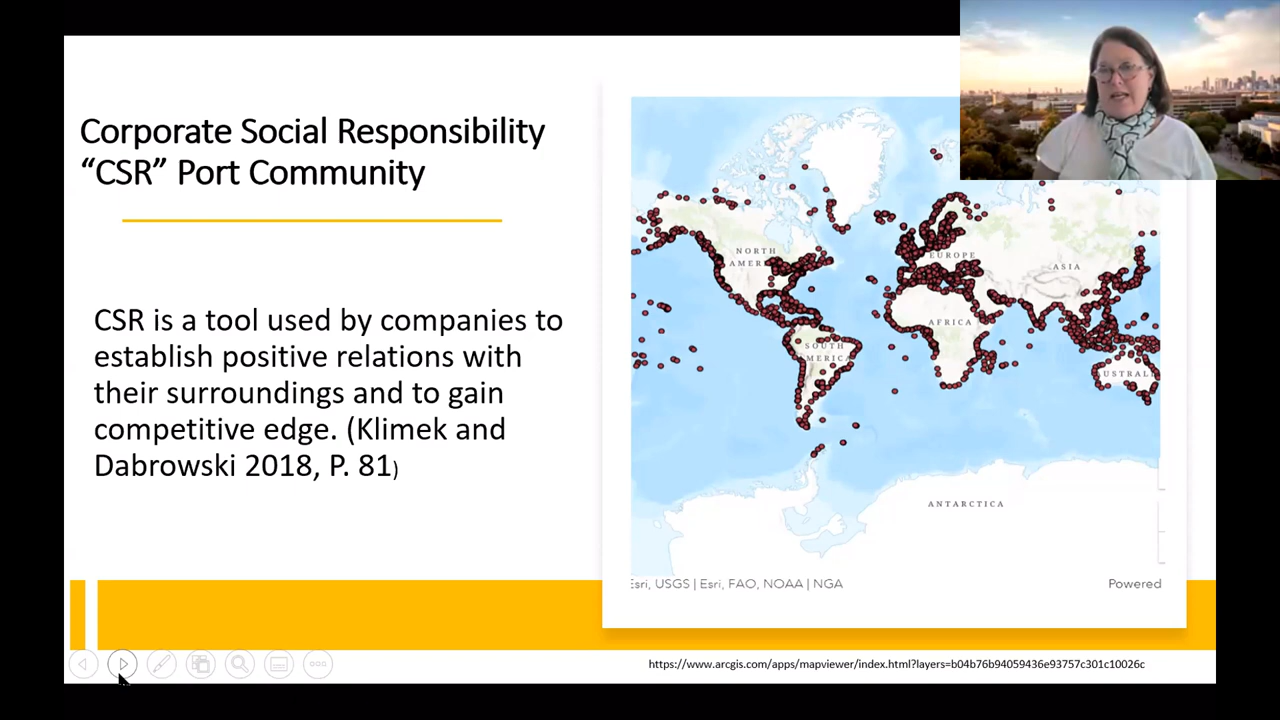 Corporate Social Responsibility
“CSR” Port Community
CSR is a tool used by companies to
establish positive relations with
their surroundings and to gain
competitive edge. (Klimek and
Dabrowski 2018, P. 81)
NORTH
AMER
EUROPE
ASIA
AFRICA
SOUTH
AMERICA
AUSTRAL
ANTARCTICA
Esri, USGS | Esri, FAO, NOAA | NGA
Powered
https://www.arcgis.com/apps/mapviewer/index.html?layers=b04b76b94059436e93757c301c10026c